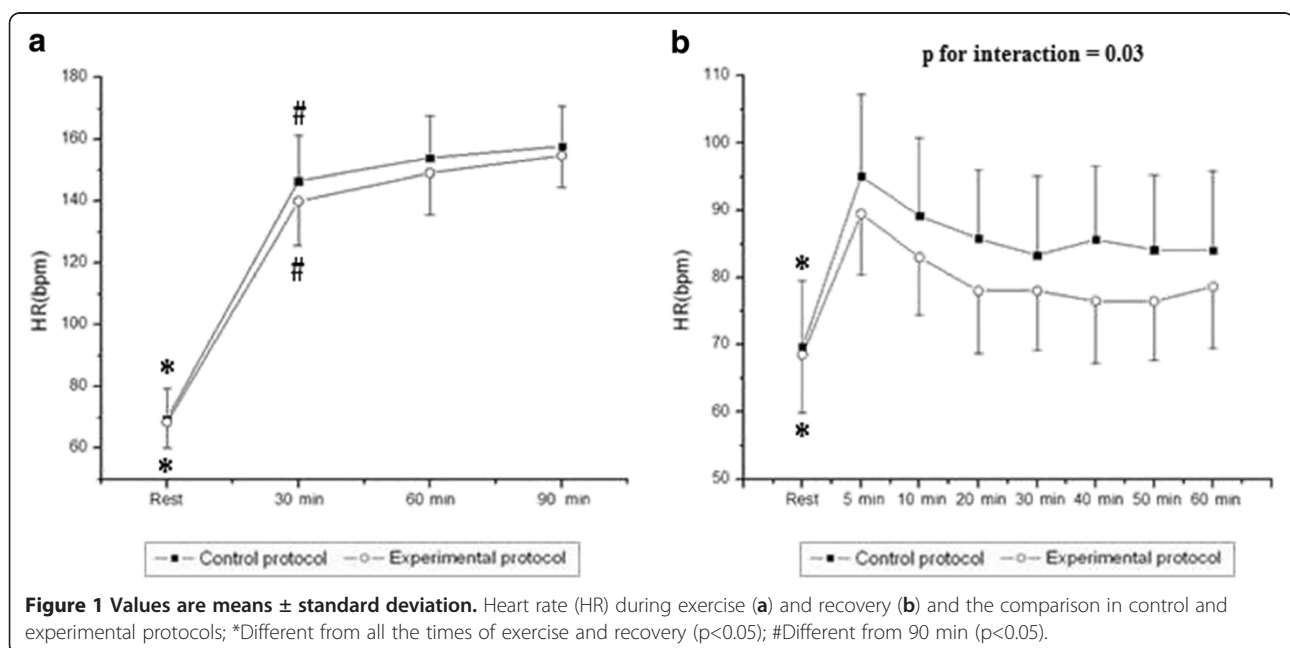 a
180
160
140
120
100
80
60
HR(bpm)
#
#
*
*
Rest 30 min 60 min 90 min
Control protocol Experimental protocol
b
p for interaction = 0.03
110
100
90
80
70
60
50
HR(bpm)
*
*
Rest 5 min 10 min 20 min 30 min 40 min 50 min 60 min
Control protocol Experimental protocol
Figure 1 Values are means ± standard deviation. Heart rate (HR) during exercise (a) and recovery (b) and the comparison in control and
experimental protocols; *Different from all the times of exercise and recovery (p<0.05); #Different from 90 min (p<0.05).